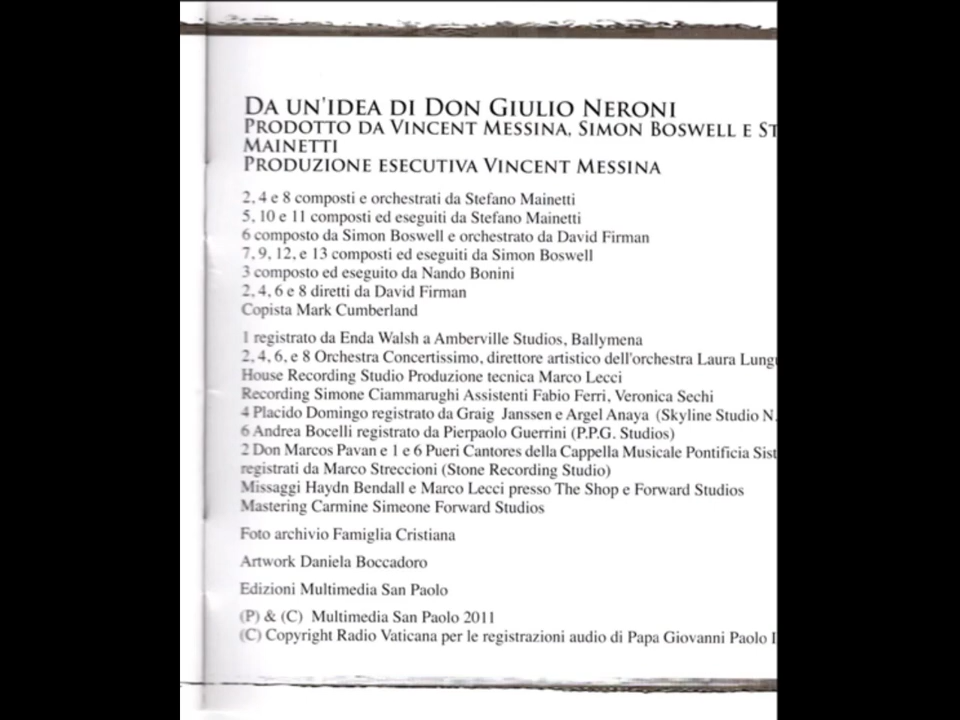 DA UN'IDEA DI DON GIULIO NERONI
PRODOTTO DA VINCENT MESSINA, SIMON BOSWELL E ST
MAINETTI
PRODUZIONE ESECUTIVA VINCENT MESSINA
2, 4 e 8 composti e orchestrati da Stefano Mainetti
5, 10 e 11 composti ed eseguiti da Stefano Mainetti
6 composto da Simon Boswell e orchestrato da David Firman
7, 9, 12, e 13 composti ed eseguiti da Simon Boswell
3 composto ed eseguito da Nando Bonini
2, 4, 6 e 8 diretti da David Firman
Copista Mark Cumberland
1 registrato da Enda Walsh a Amberville Studios, Ballymena
2, 4, 6, e 8 Orchestra Concertissimo, direttore artistico dell'orchestra Laura Lung
House Recording Studio Produzione tecnica Marco Lecci
Recording Simone Ciammarughi Assistenti Fabio Ferri, Veronica Sechi
4 Placido Domingo registrato da Graig Janssen e Argel Anaya (Skyline Studio N.
6 Andrea Bocelli registrato da Pierpaolo Guerrini (P.P.G. Studios)
2 Don Marcos Pavan e 1 e 6 Pueri Cantores della Cappella Musicale Pontificia Sist
registrati da Marco Streccioni (Stone Recording Studio)
Missaggi Haydn Bendall e Marco Lecci presso The Shop e Forward Studios
Mastering Carmine Simeone Forward Studios
Foto archivio Famiglia Cristiana
Artwork Daniela Boccadoro
Edizioni Multimedia San Paolo
(P) & (C) Multimedia San Paolo 2011
(C) Copyright Radio Vaticana per le registrazioni audio di Papa Giovanni Paolo I